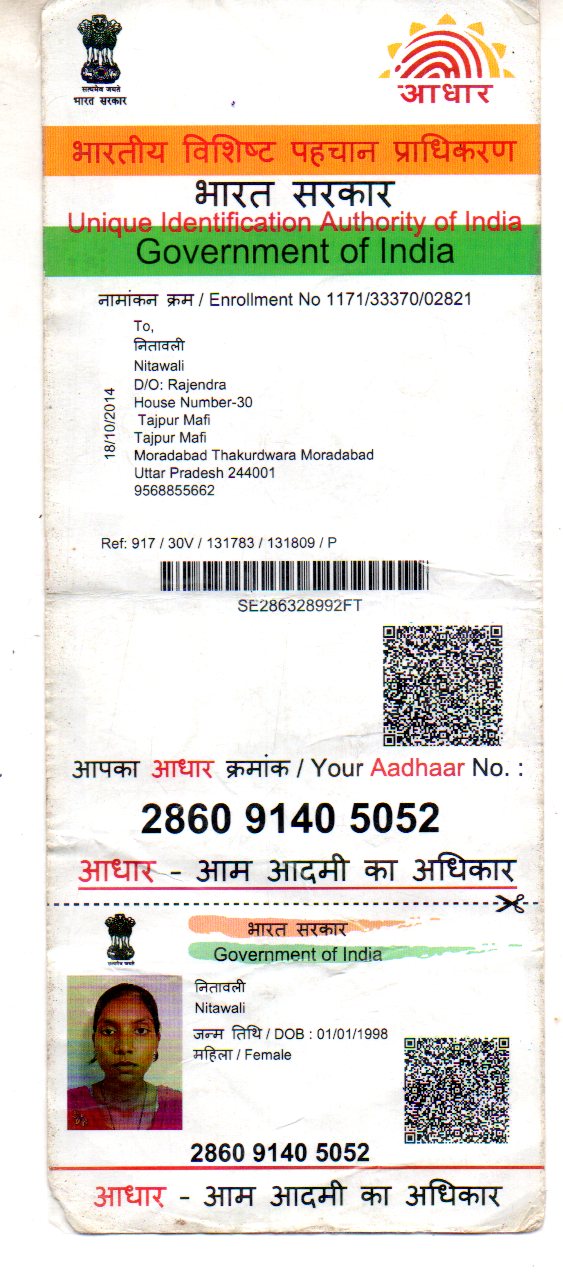 सत्यमेव जयते
भारत सरकार
आधार
भारतीय विशिष्ट पहचान प्राधिकरण
भारत सरकार
Unique Identification Authority of India
Government of India
नामांकन क्रम / Enrollment No 1171/33370/02821
18/10/2014
To,
नितावली
Nitawali
D/O: Rajendra
House Number-30
Tajpur Mafi
Tajpur Mafi
Moradabad Thakurdwara Moradabad
Uttar Pradesh 244001
9568855662
Ref: 917 / 30V / 131783 / 131809 / P
SE286328992FT
आपका आधार क्रमांक / Your Aadhaar No. :
2860 9140 5052
आधार - आम आदमी का अधिकार
सत्यमेव जयते
भारत सरकार
Government of India
नितावली
Nitawali
जन्म तिथि / DOB : 01/01/1998
महिला / Female
2860 9140 5052
आधार - आम आदमी का अधिकार